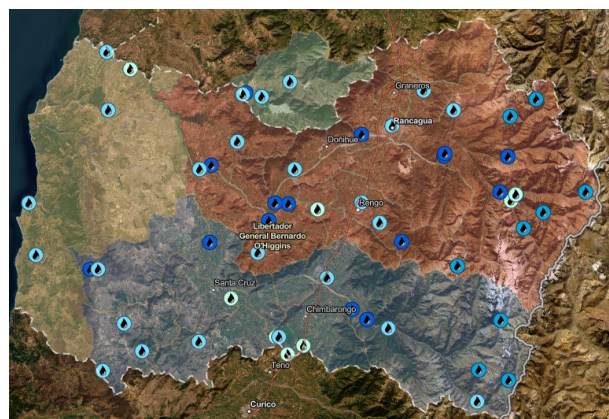 Graneros
Rancagua
Doñihue
Rengo
Libertador
General Bernardo
O'Higgins
Santa Cruz
Chimbarongo
Teno
Curicó